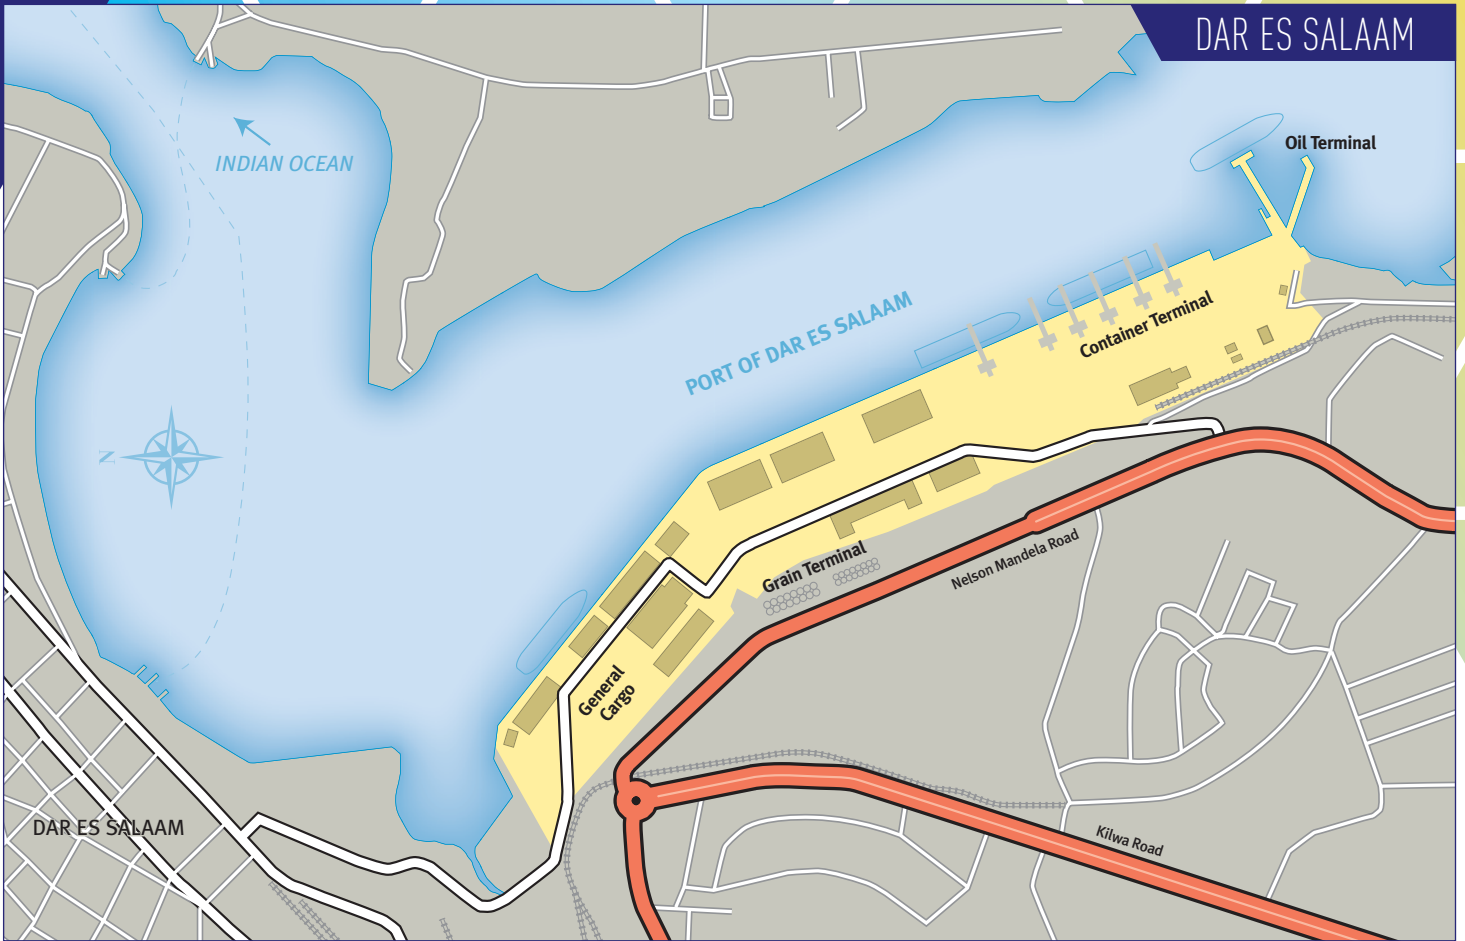 DAR ES SALAAM
Oil Terminal
INDIAN OCEAN
PORT OF DAR ES SALAAM
Container Terminal
N
Grain Terminal
Nelson Mandela Road
General
Cargo
DAR ES SALAAM
Kilwa Road